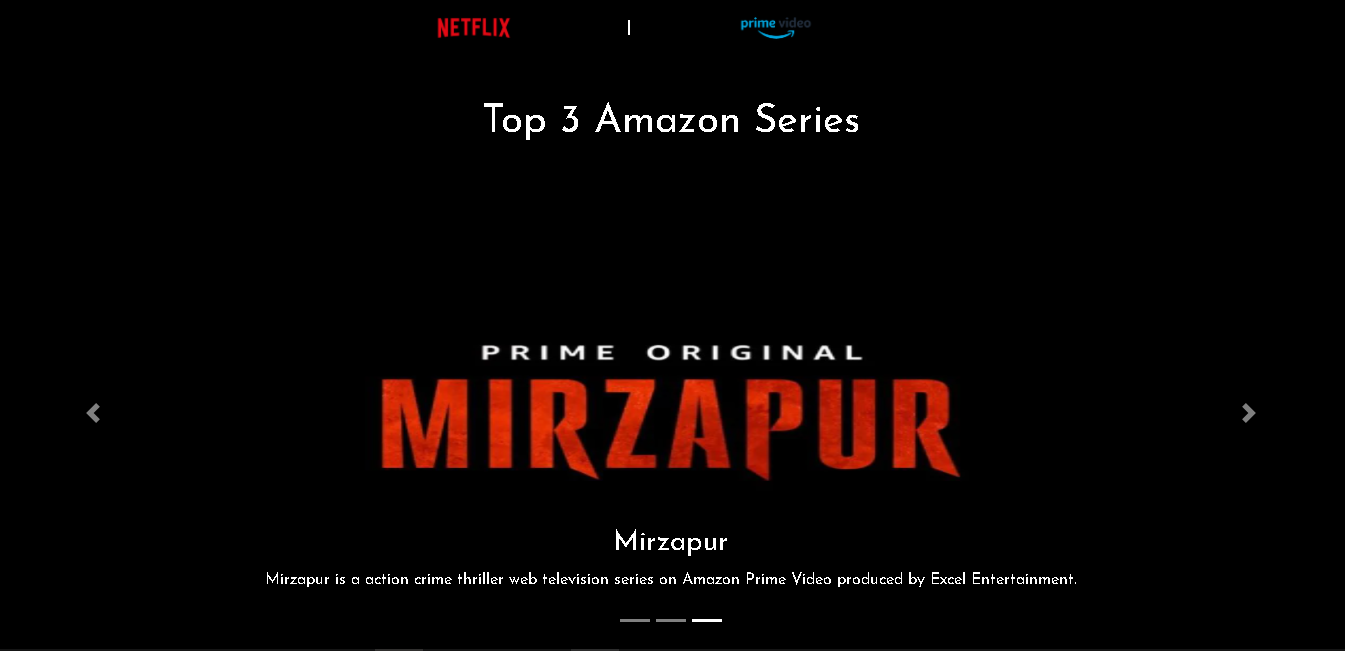 NETFLIX | prime video
Top 3 Amazon Series
PRIME ORIGINAL
MIRZAPUR
Mirzapur
Mirzapur is a action crime thriller web television series on Amazon Prime Video produced by Excel Entertainment.